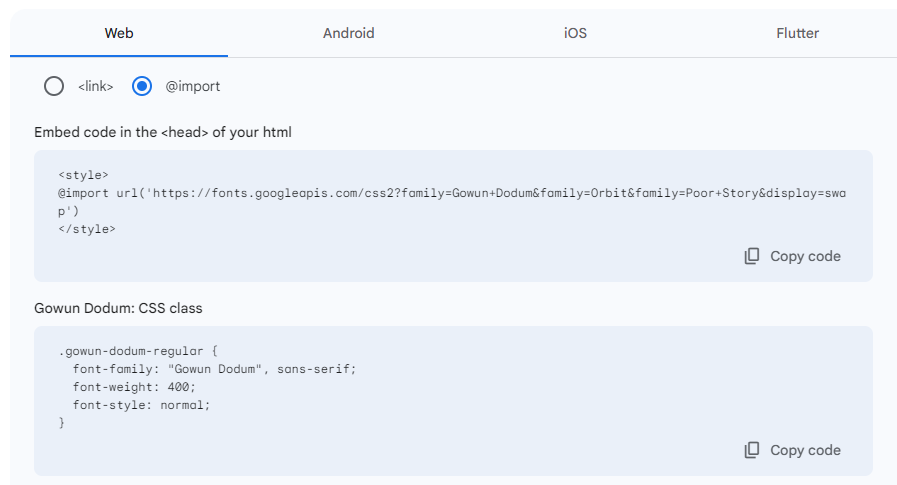 Web Android iOS Flutter
<link> @import
Embed code in the <head> of your html
<style>
@import url('https://fonts.googleapis.com/css2?family=Gowun+Dodum&family=Orbit&family=Poor+Story&display=swa
p')
</style>
Copy code
Gowun Dodum: CSS class
.gowun-dodum-regular {
  font-family: "Gowun Dodum", sans-serif;
  font-weight: 400;
  font-style: normal;
}
Copy code